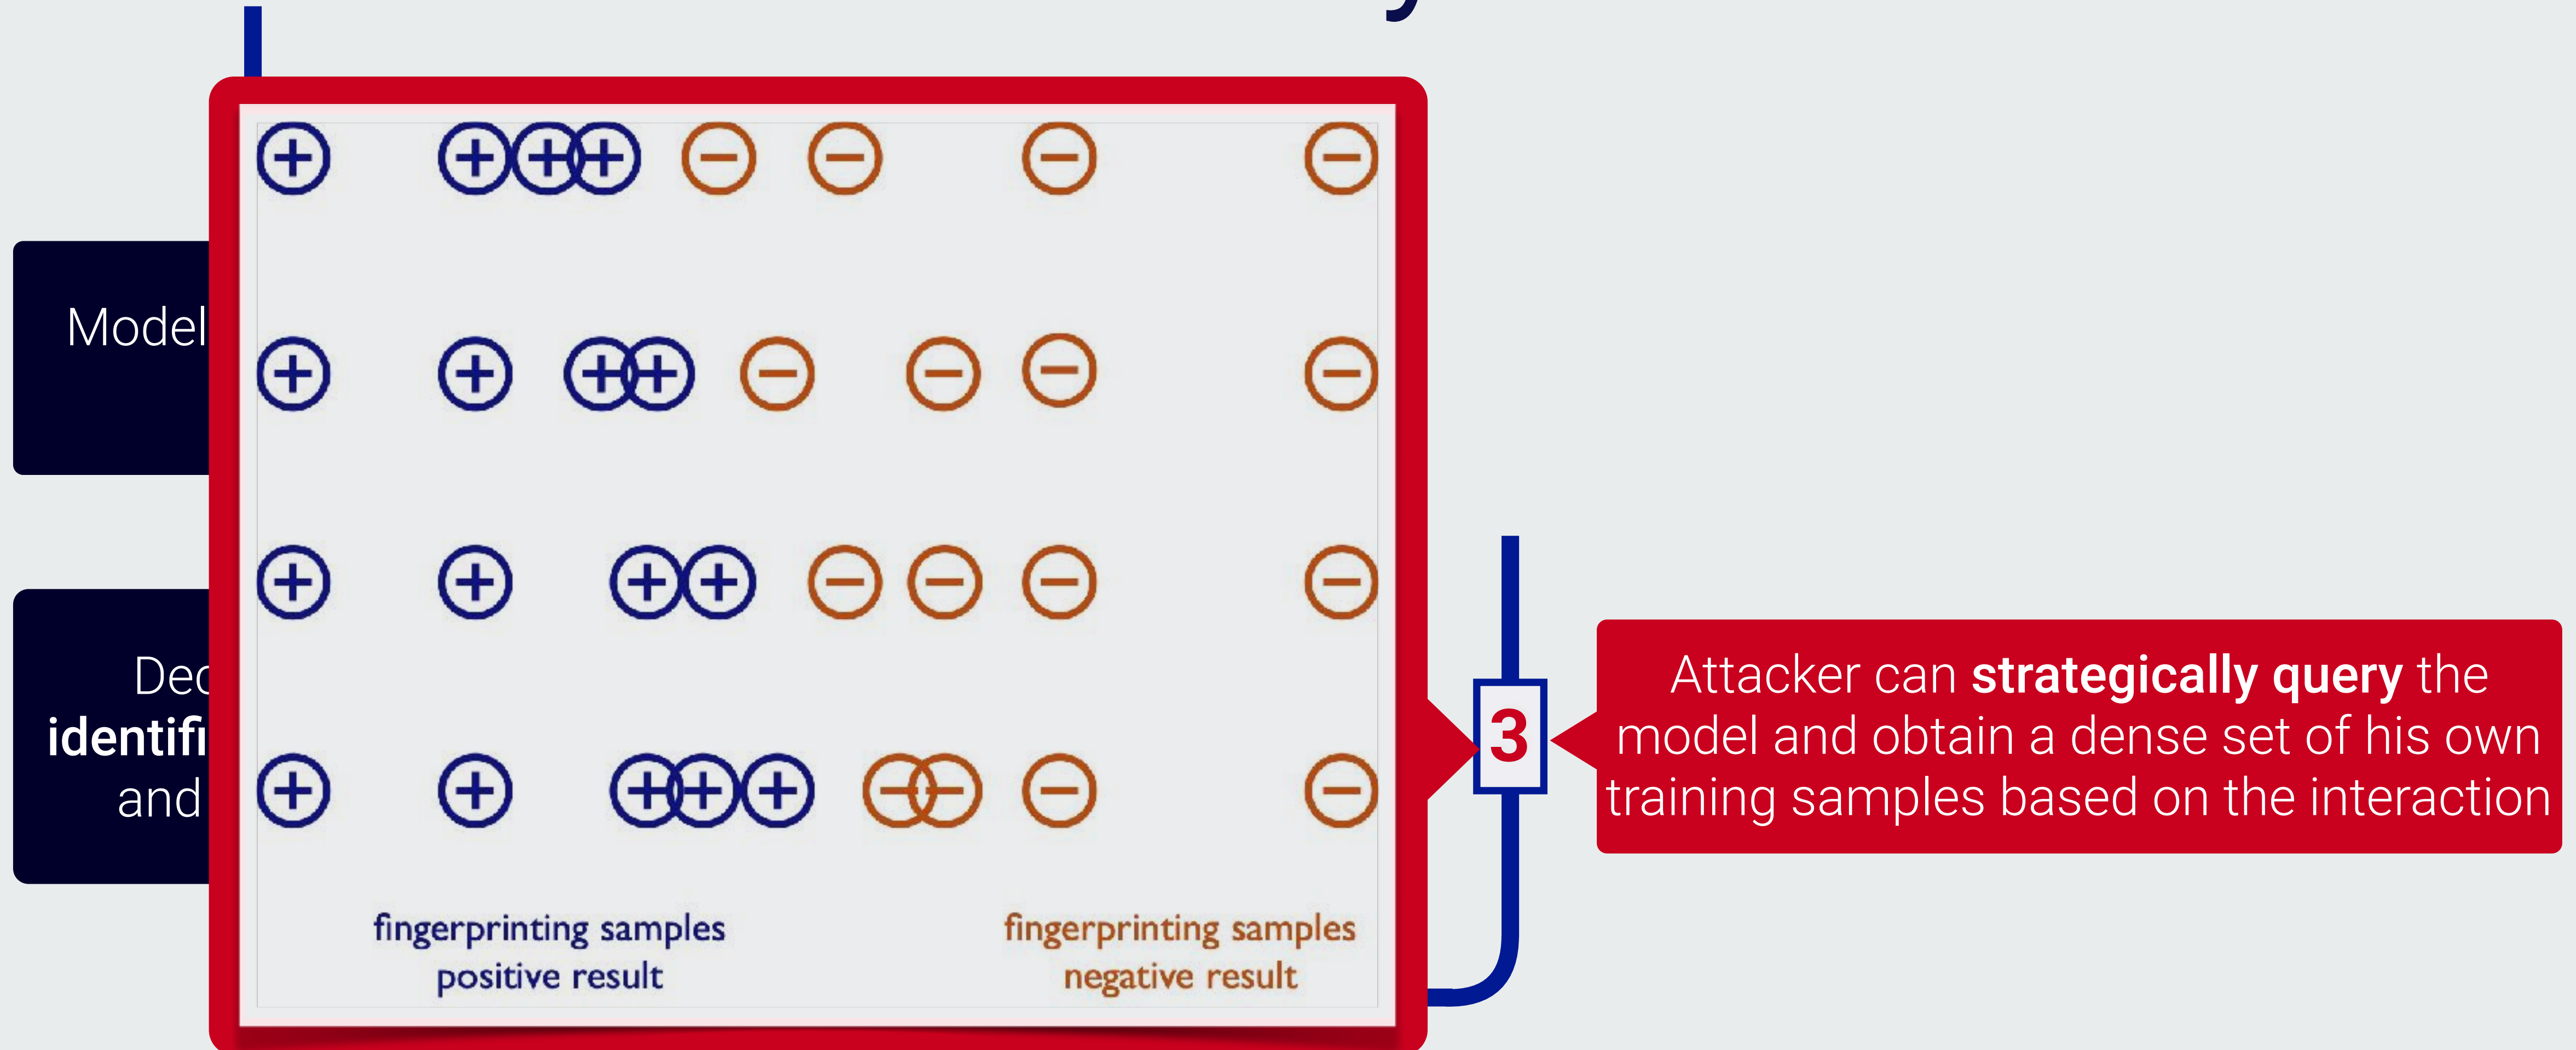 Model
Dec
identifi
and
fingerprinting samples
positive result
fingerprinting samples
negative result
3
Attacker can strategically query the
model and obtain a dense set of his own
training samples based on the interaction